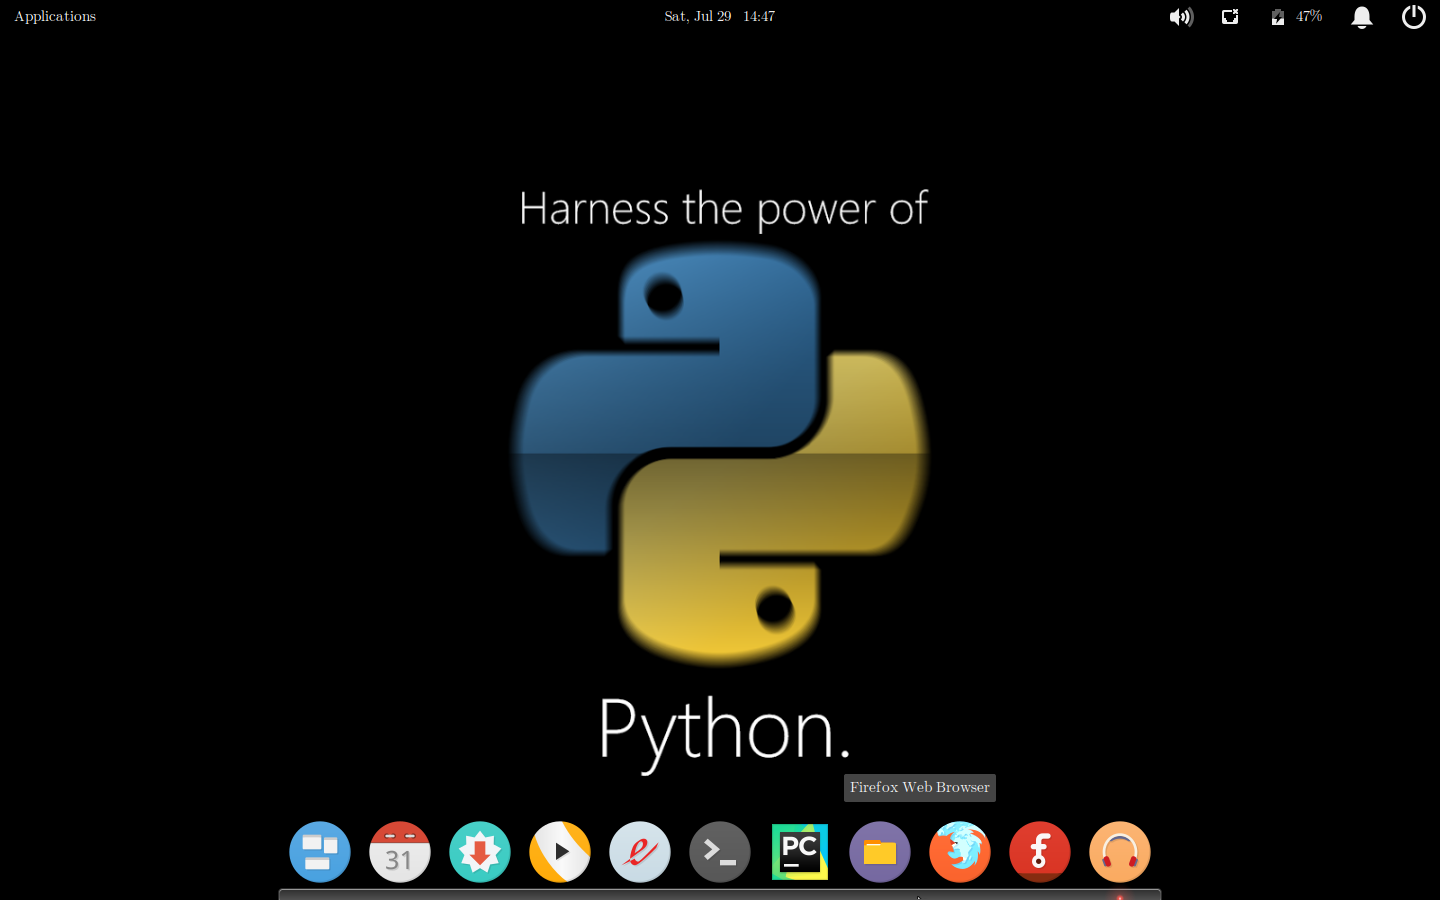 Applications
Sat, Jul 29 14:47
47%
Harness the power of
Python.
Firefox Web Browser
31
PC